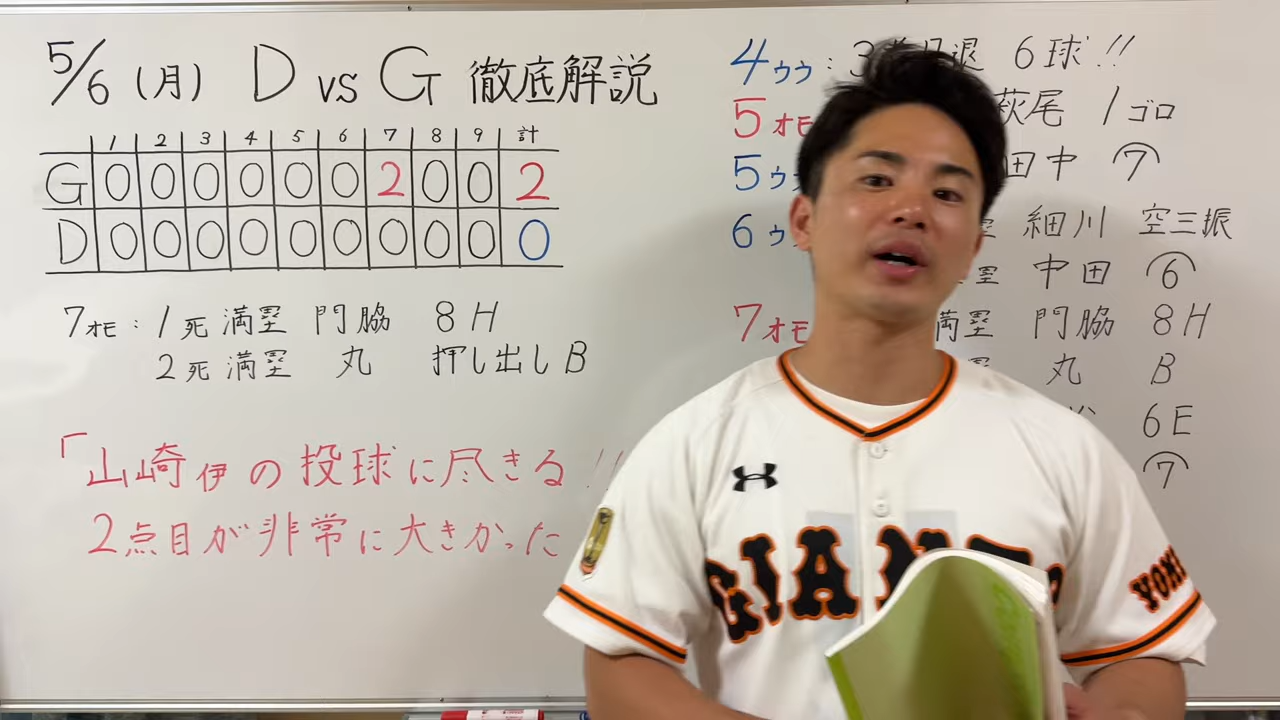 5/6 (月) D vs G 徹底解説
1 2 3 4 5 6 7 8 9 計
G 0 0 0 0 0 0 2 0 0 2
D 0 0 0 0 0 0 0 0 0 0
7オモ：1死満塁 門脇 8H
2死満塁 丸 押し出しB
「山崎伊の投球に尽きる!!
2点目が非常に大きかった
4ウラ：3 退 6球!!
5オモ 萩尾 1ゴロ
5ウラ 田中 7
6ウラ 細川 空三振
塁 中田 6
7オモ 満塁 門脇 8H
塁 丸 B
6E
7
GIANTS
YOMI